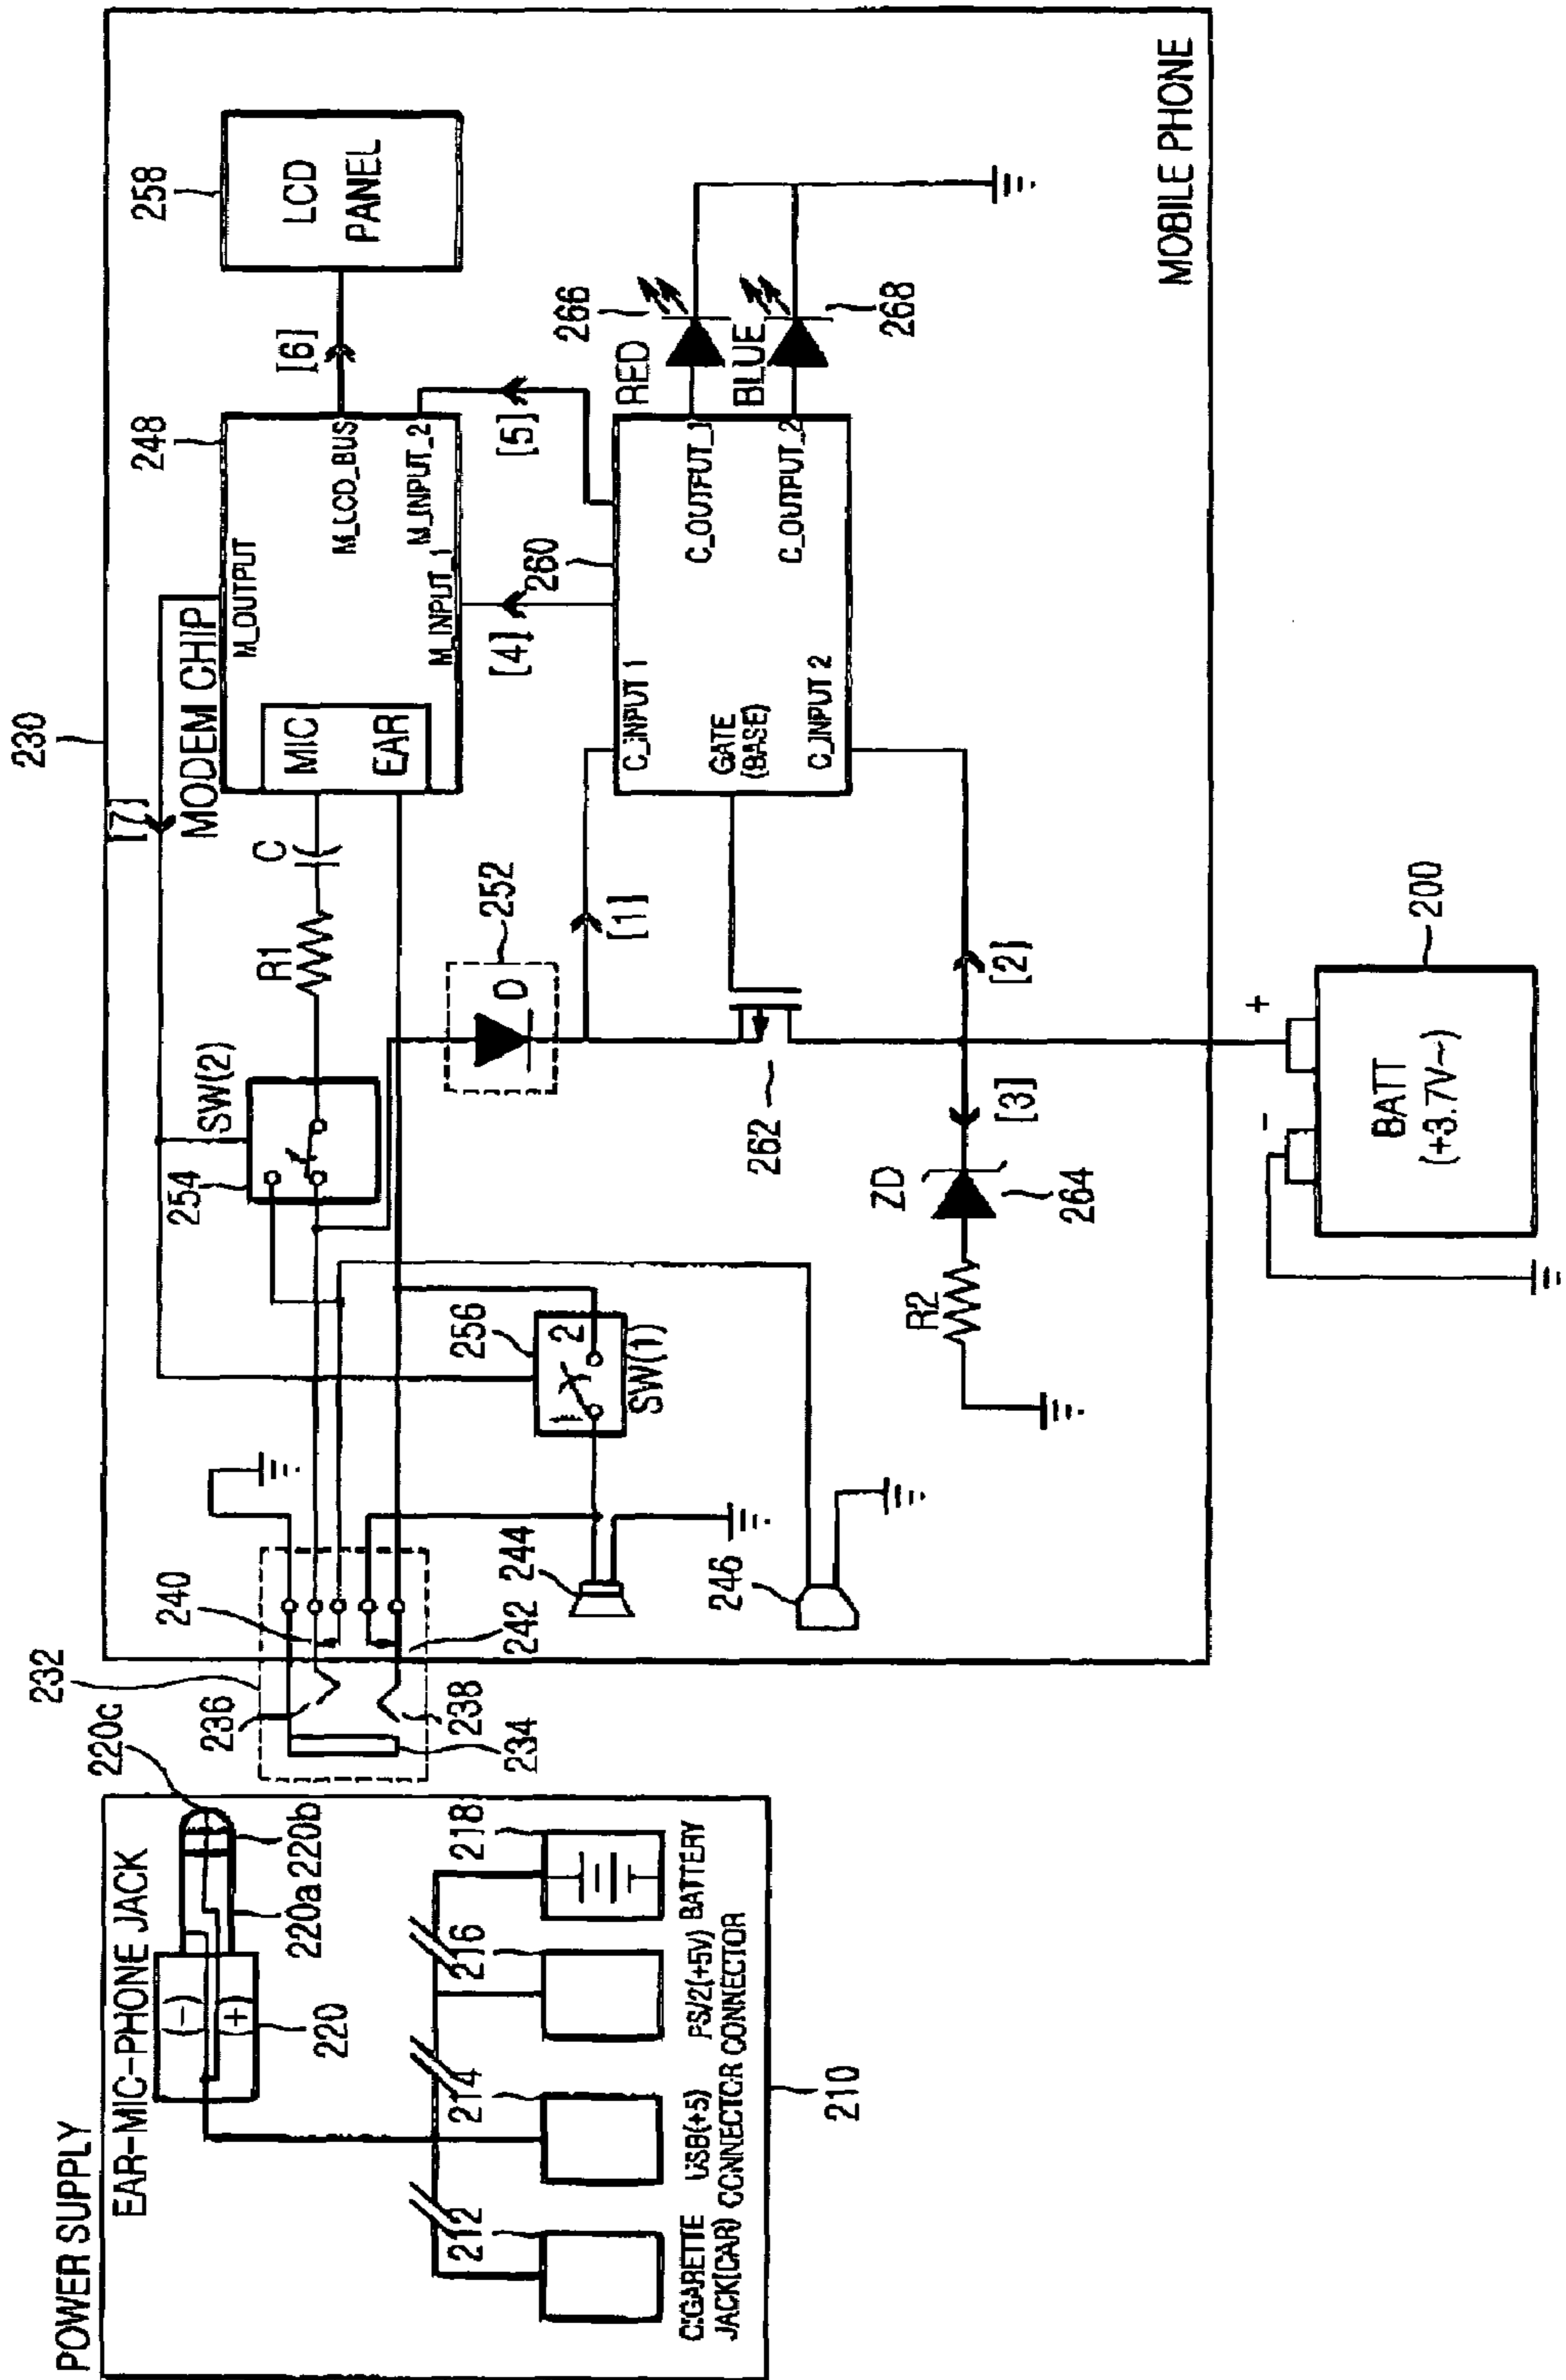 POWER SUPPLY
EAR-MIC-PHONE JACK
(-)
(+)
220
220a
220b
220c
212
214
216
218
CIGARETTE JACK(CAR)
USB(+5) CONNECTOR
PS/2(+5V) CONNECTOR
BATTERY
210
230
232
234
236
238
240
242
244
246
MOBILE PHONE
SW(2)
254
256
1
2
SW(1)
R1
C
[7]
MODEM CHIP
248
M_OUTPUT
MIC
EAR
M_LCD_BUS
M_INPUT_2
M_INPUT_1
[6]
258
LCD
PANEL
252
D
[1]
[4]
[5]
260
C_INPUT 1
GATE
(BASE)
C_INPUT 2
C_OUTPUT_1
C_OUTPUT_2
RED
266
BLUE
268
262
[2]
[3]
ZD
264
R2
+
-
200
BATT
(+3.7V~)